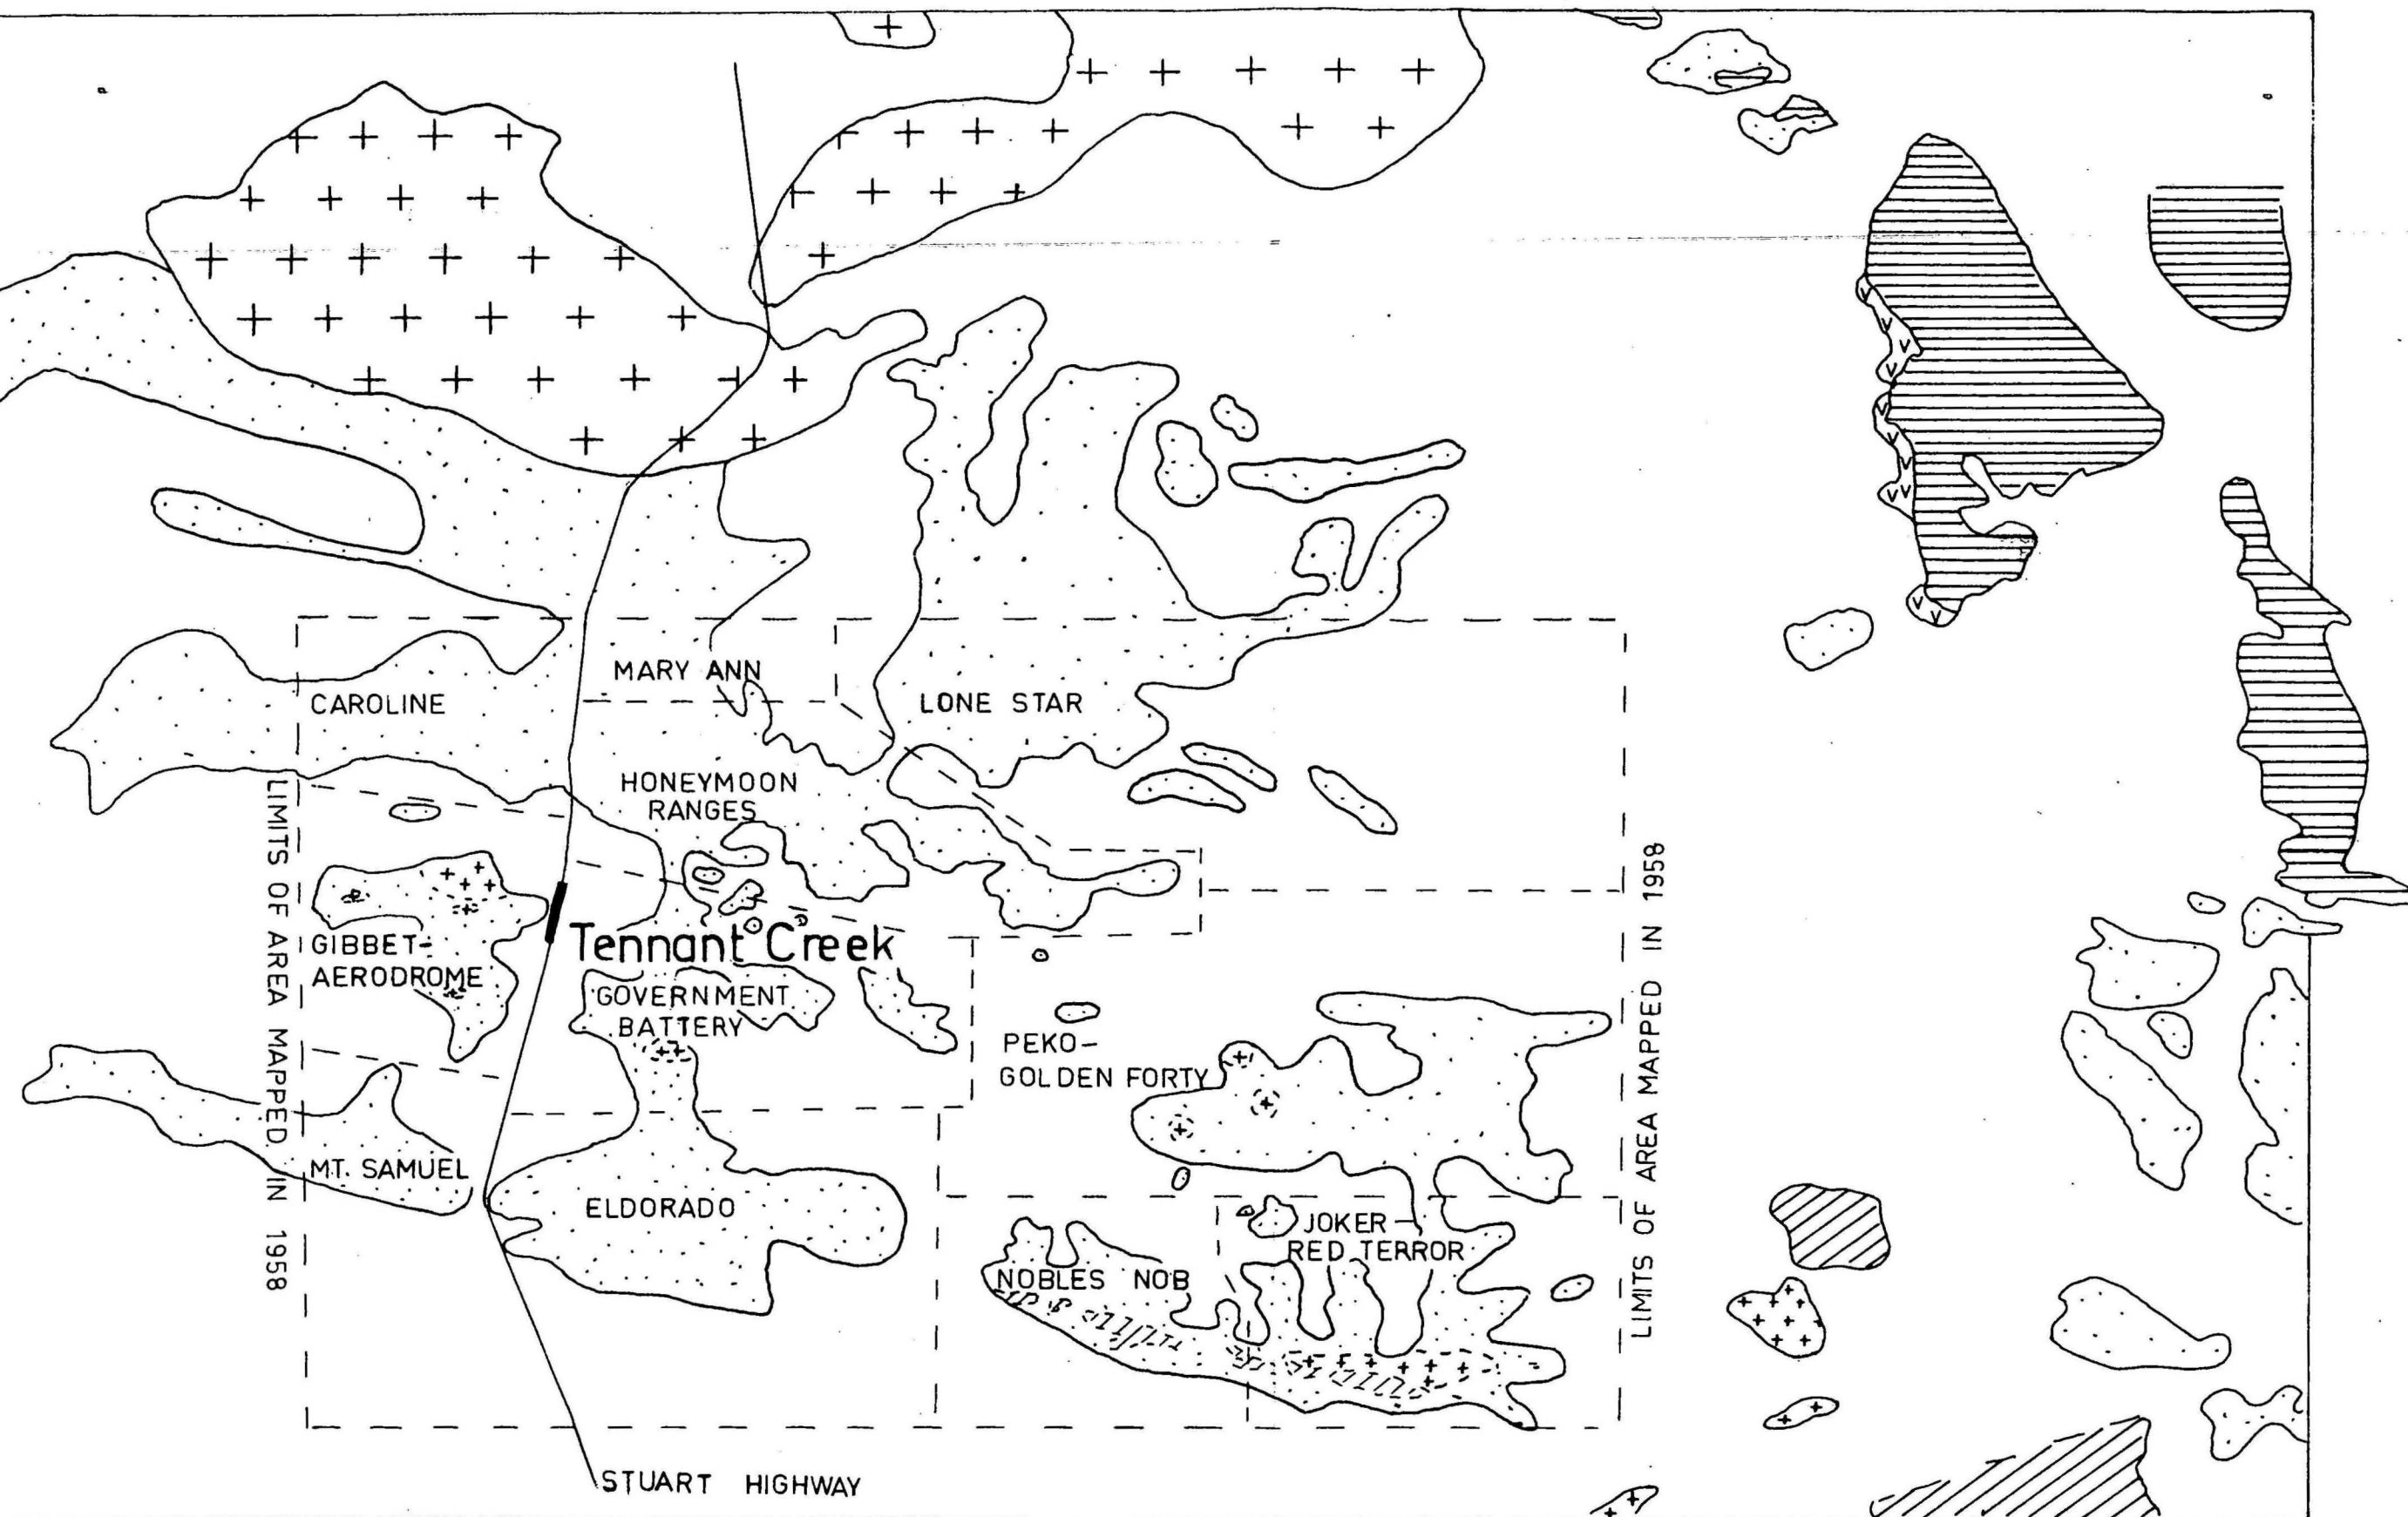 MARY ANN
CAROLINE
LONE STAR
HONEYMOON
RANGES
LIMITS OF AREA MAPPED IN 1958
LIMITS OF AREA MAPPED IN 1958
Tennant Creek
GIBBET-
AERODROME
GOVERNMENT
BATTERY
PEKO-
GOLDEN FORTY
MT. SAMUEL
ELDORADO
JOKER-
RED TERROR
NOBLES NOB
STUART HIGHWAY